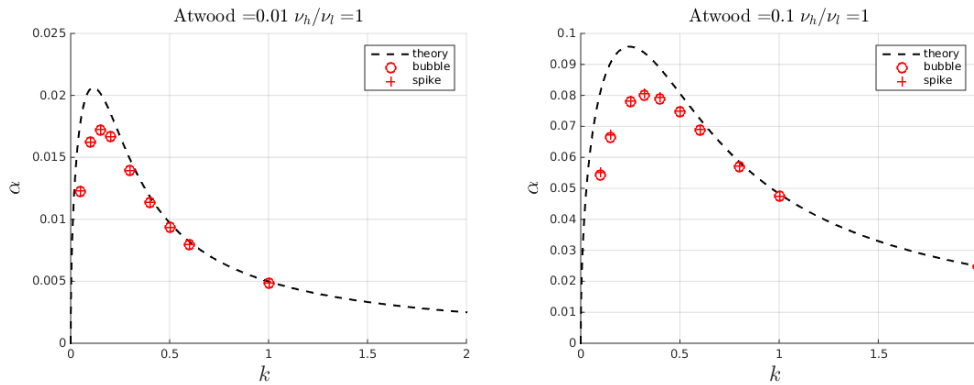 Atwood =0.01 νh/νl =1
0.025
0.02
0.015
0.01
0.005
0
α
0
0.5
1
1.5
2
k
theory
bubble
spike
Atwood =0.1 νh/νl =1
0.1
0.09
0.08
0.07
0.06
0.05
0.04
0.03
0.02
0.01
0
α
0
0.5
1
1.5
k
theory
bubble
spike